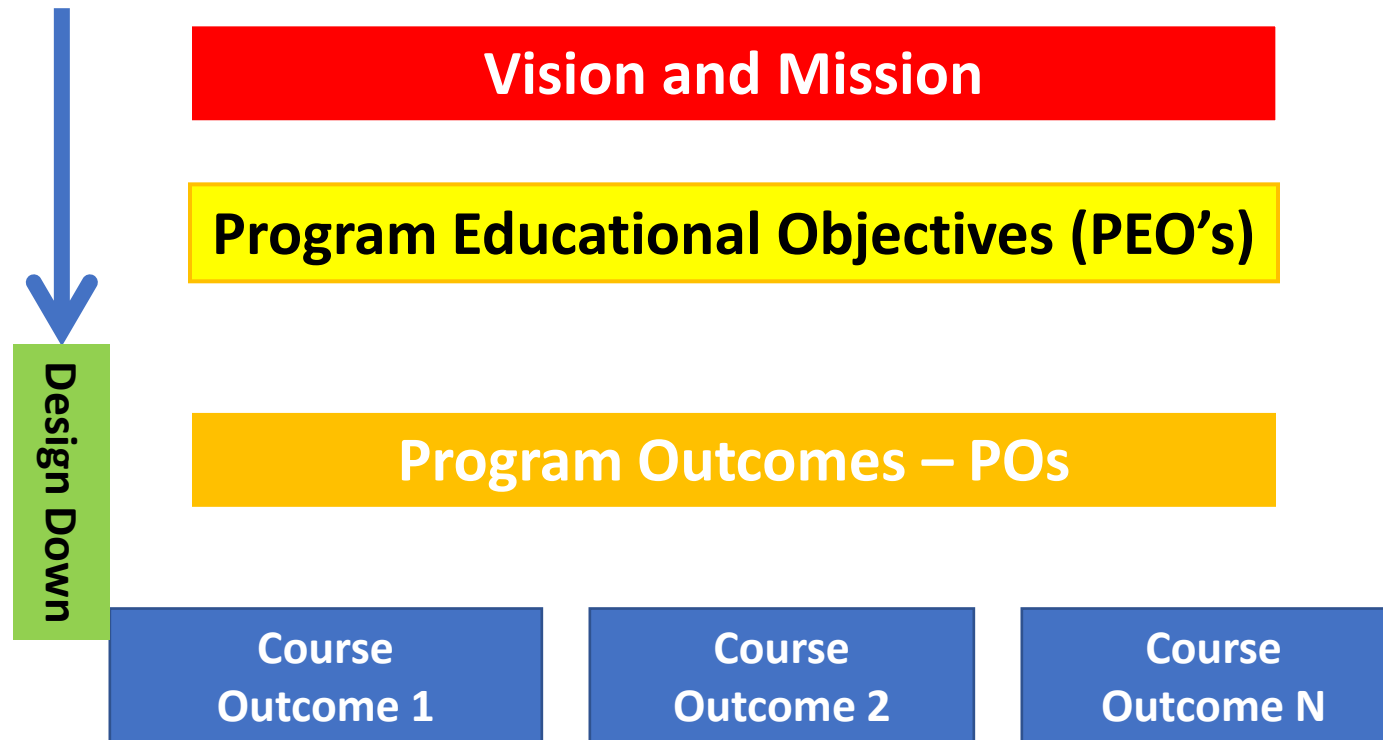 Vision and Mission
Program Educational Objectives (PEO’s)
Design Down
Program Outcomes – POs
Course
Outcome 1
Course
Outcome 2
Course
Outcome N